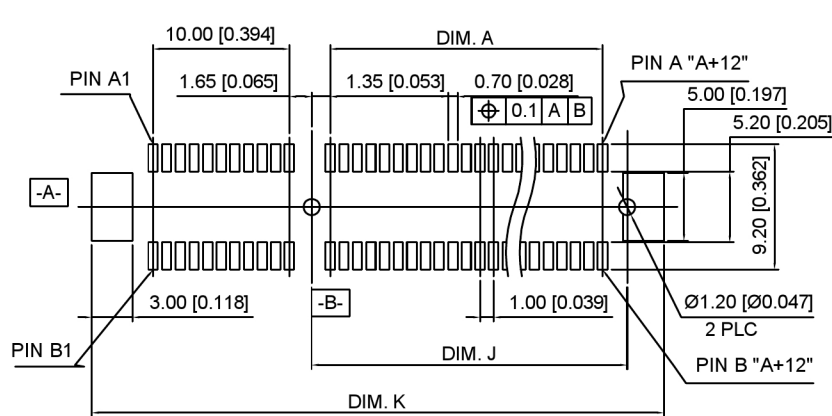 10.00 [0.394]
DIM. A
PIN A "A+12"
PIN A1
1.65 [0.065]
1.35 [0.053]
0.70 [0.028]
5.00 [0.197]
⌖ 0.1 A B
5.20 [0.205]
-A-
9.20 [0.362]
3.00 [0.118]
-B-
1.00 [0.039]
Ø1.20 [Ø0.047]
2 PLC
PIN B1
DIM. J
PIN B "A+12"
DIM. K